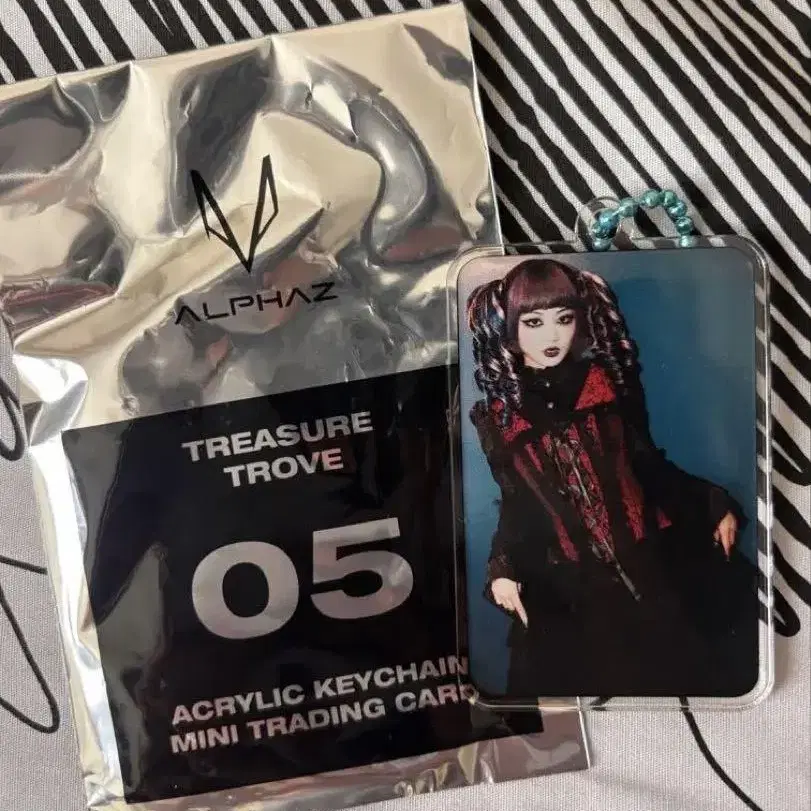 ALPHAZ
TREASURE
TROVE
05
ACRYLIC KEYCHAIN
MINI TRADING CARD